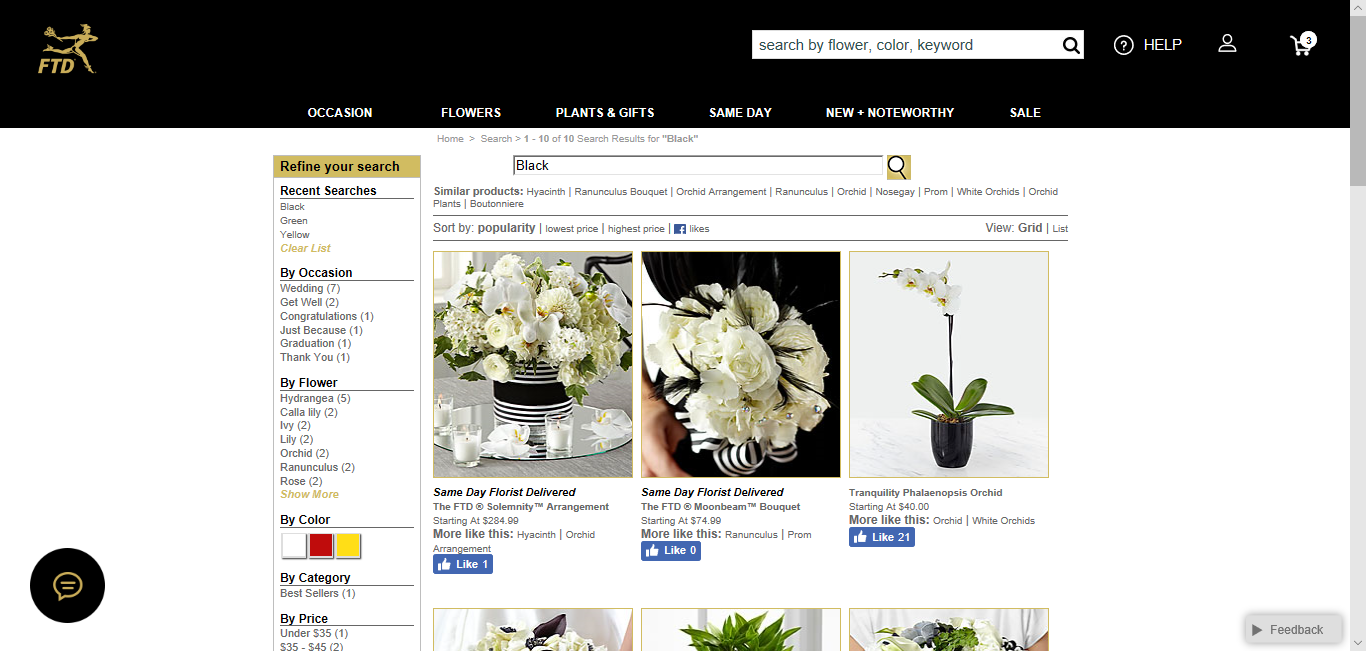 FTD
search by flower, color, keyword
HELP
3
OCCASION FLOWERS PLANTS & GIFTS SAME DAY NEW + NOTEWORTHY SALE
Home > Search > 1 - 10 of 10 Search Results for "Black"
Refine your search
Recent Searches
Black
Green
Yellow
Clear List
By Occasion
Wedding (7)
Get Well (2)
Congratulations (1)
Just Because (1)
Graduation (1)
Thank You (1)
By Flower
Hydrangea (5)
Calla lily (2)
Ivy (2)
Lily (2)
Orchid (2)
Ranunculus (2)
Rose (2)
Show More
By Color
By Category
Best Sellers (1)
By Price
Under $35 (1)
$35 - $45 (2)
Black
Similar products: Hyacinth | Ranunculus Bouquet | Orchid Arrangement | Ranunculus | Orchid | Nosegay | Prom | White Orchids | Orchid
Plants | Boutonniere
Sort by: popularity | lowest price | highest price | f likes
View: Grid | List
Same Day Florist Delivered
The FTD ® Solemnity™ Arrangement
Starting At $284.99
More like this: Hyacinth | Orchid
Arrangement
Like 1
Same Day Florist Delivered
The FTD ® Moonbeam™ Bouquet
Starting At $74.99
More like this: Ranunculus | Prom
Like 0
Tranquility Phalaenopsis Orchid
Starting At $40.00
More like this: Orchid | White Orchids
Like 21
Feedback